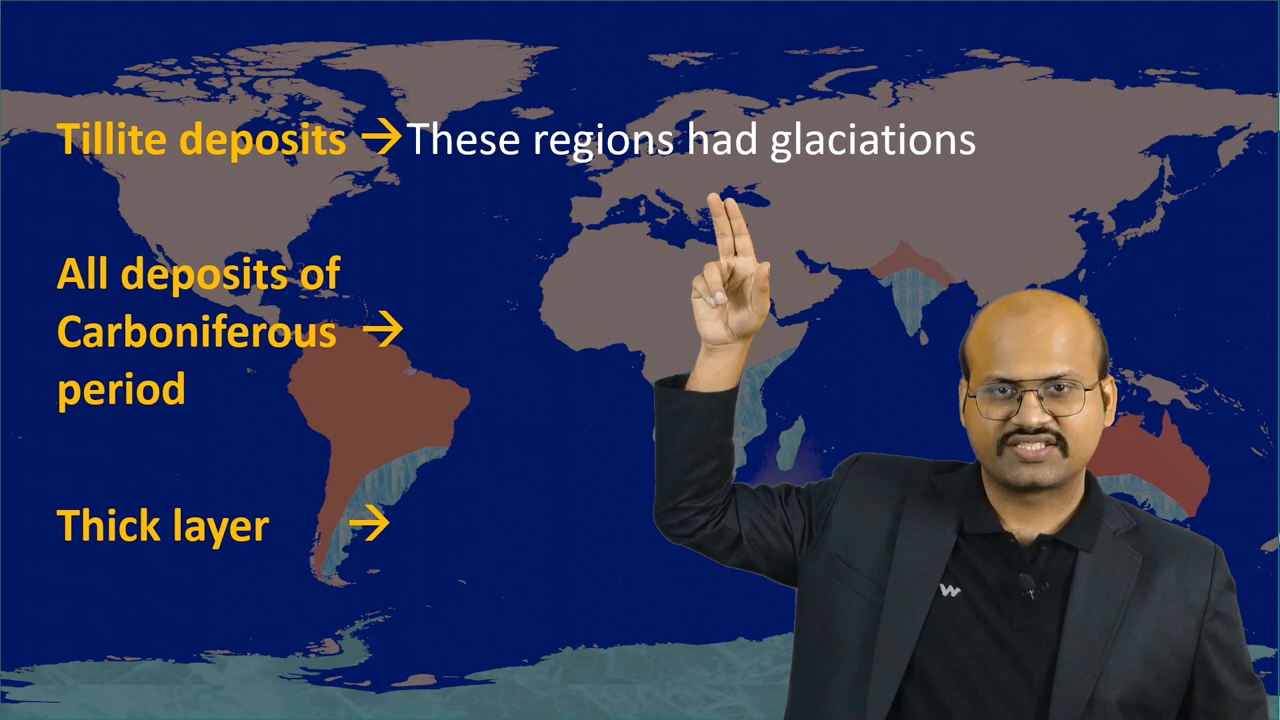 Tillite deposits →These regions had glaciations
All deposits of
Carboniferous →
period
Thick layer →
W